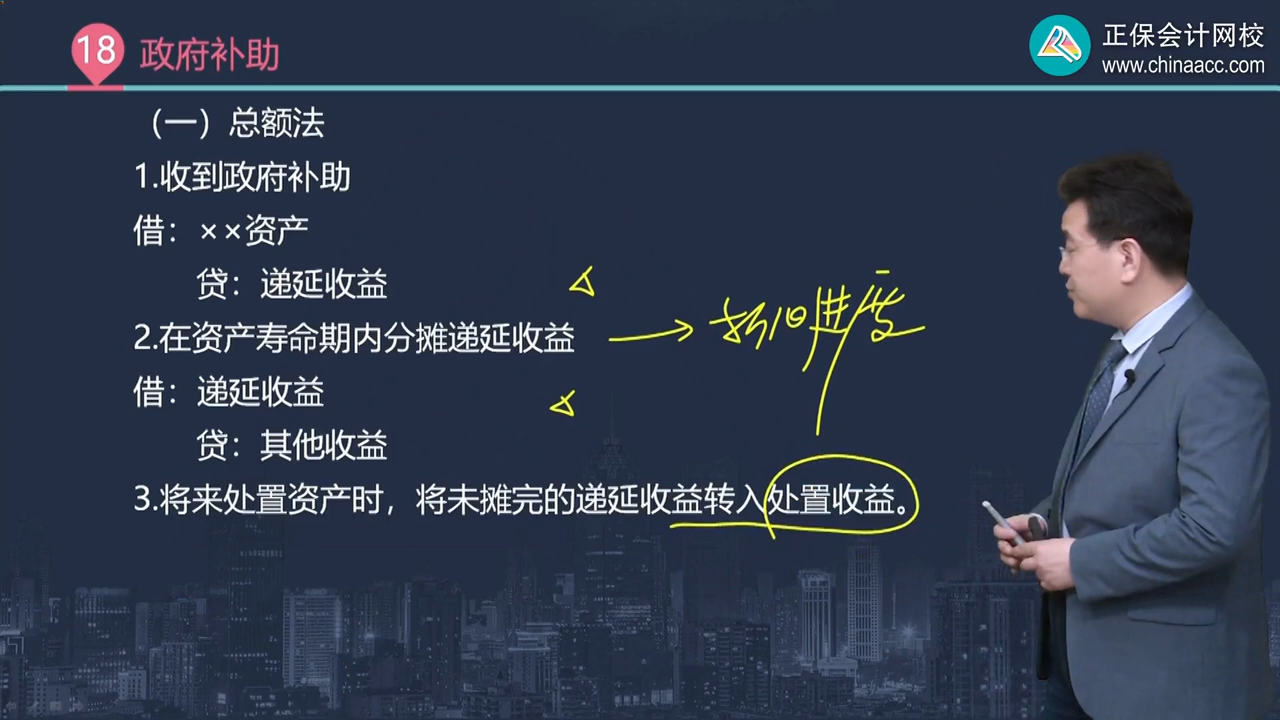 18 政府补助
正保会计网校
www.chinaacc.com
（一）总额法
1.收到政府补助
借：××资产
贷：递延收益
2.在资产寿命期内分摊递延收益
折旧进度
借：递延收益
贷：其他收益
3.将来处置资产时，将未摊完的递延收益转入处置收益。